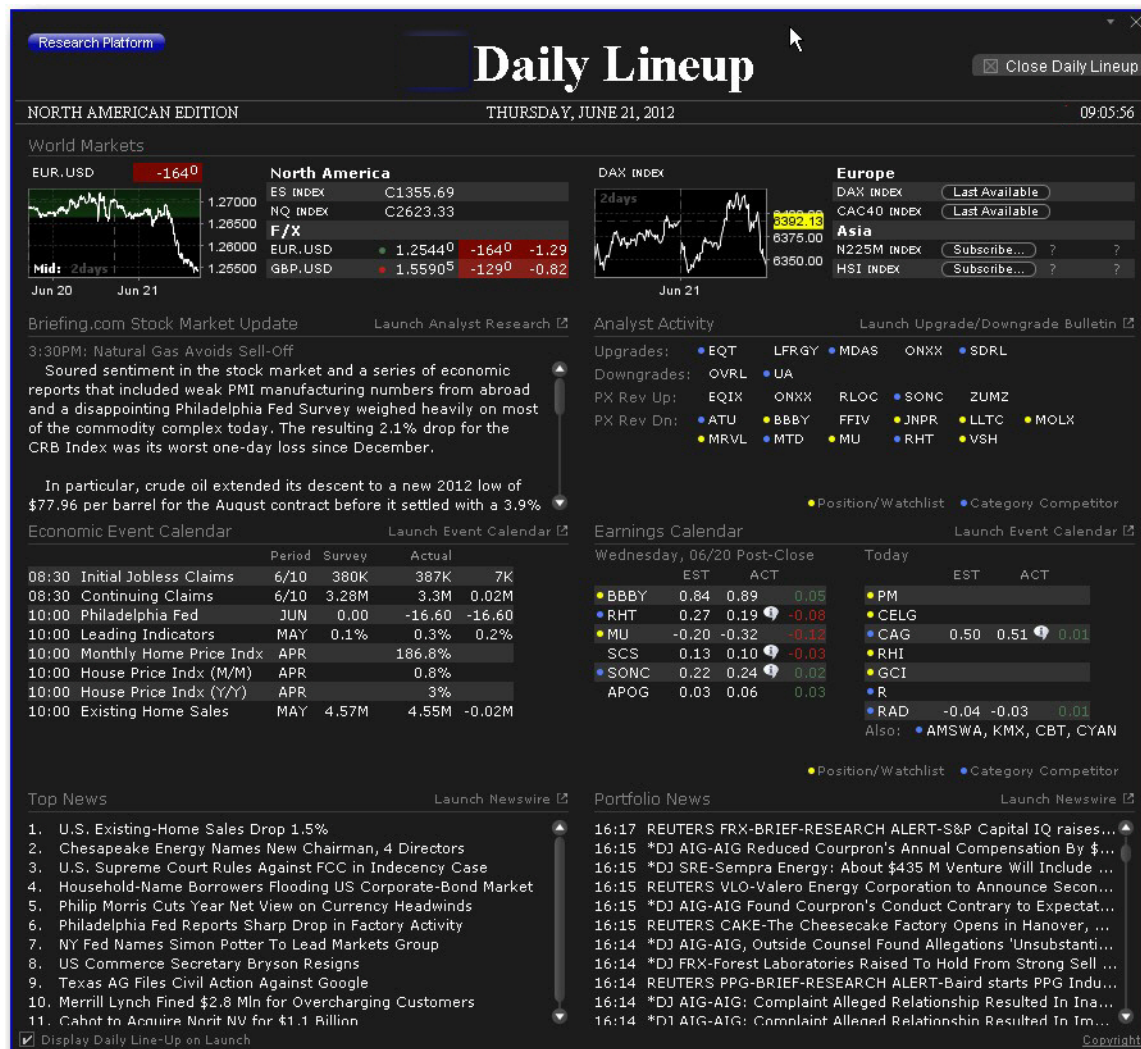 Research Platform
Daily Lineup
Close Daily Lineup
NORTH AMERICAN EDITION THURSDAY, JUNE 21, 2012 09:05:56
World Markets
EUR.USD -164⁰
1.27000
1.26500
1.26000
1.25500
Mid: 2days
Jun 20 Jun 21
North America
ES INDEX C1355.69
NQ INDEX C2623.33
F/X
EUR.USD 1.2544⁰ -164⁰ -1.29
GBP.USD 1.5590⁵ -129⁰ -0.82
DAX INDEX
2days
6392.13
6375.00
6350.00
Jun 21
Europe
DAX INDEX Last Available
CAC40 INDEX Last Available
Asia
N225M INDEX Subscribe... ? ?
HSI INDEX Subscribe... ? ?
Briefing.com Stock Market Update Launch Analyst Research
3:30PM: Natural Gas Avoids Sell-Off
Soured sentiment in the stock market and a series of economic
reports that included weak PMI manufacturing numbers from abroad
and a disappointing Philadelphia Fed Survey weighed heavily on most
of the commodity complex today. The resulting 2.1% drop for the
CRB Index was its worst one-day loss since December.
In particular, crude oil extended its descent to a new 2012 low of
$77.96 per barrel for the August contract before it settled with a 3.9%
Analyst Activity Launch Upgrade/Downgrade Bulletin
Upgrades: EQT LFRGY MDAS ONXX SDRL
Downgrades: OVRL UA
PX Rev Up: EQIX ONXX RLOC SONC ZUMZ
PX Rev Dn: ATU BBBY FFIV JNPR LLTC MOLX
MRVL MTD MU RHT VSH
Position/Watchlist Category Competitor
Economic Event Calendar Launch Event Calendar
Period Survey Actual
08:30 Initial Jobless Claims 6/10 380K 387K 7K
08:30 Continuing Claims 6/10 3.28M 3.3M 0.02M
10:00 Philadelphia Fed JUN 0.00 -16.60 -16.60
10:00 Leading Indicators MAY 0.1% 0.3% 0.2%
10:00 Monthly Home Price Indx APR 186.8%
10:00 House Price Indx (M/M) APR 0.8%
10:00 House Price Indx (Y/Y) APR 3%
10:00 Existing Home Sales MAY 4.57M 4.55M -0.02M
Earnings Calendar Launch Event Calendar
Wednesday, 06/20 Post-Close
EST ACT
BBBY 0.84 0.89 0.05
RHT 0.27 0.19 -0.08
MU -0.20 -0.32 -0.12
SCS 0.13 0.10 -0.03
SONC 0.22 0.24 0.02
APOG 0.03 0.06 0.03
Today
EST ACT
PM
CELG
CAG 0.50 0.51 0.01
RHI
GCI
R
RAD -0.04 -0.03 0.01
Also: AMSWA, KMX, CBT, CYAN
Position/Watchlist Category Competitor
Top News Launch Newswire
1. U.S. Existing-Home Sales Drop 1.5%
2. Chesapeake Energy Names New Chairman, 4 Directors
3. U.S. Supreme Court Rules Against FCC in Indecency Case
4. Household-Name Borrowers Flooding US Corporate-Bond Market
5. Philip Morris Cuts Year Net View on Currency Headwinds
6. Philadelphia Fed Reports Sharp Drop in Factory Activity
7. NY Fed Names Simon Potter To Lead Markets Group
8. US Commerce Secretary Bryson Resigns
9. Texas AG Files Civil Action Against Google
10. Merrill Lynch Fined $2.8 Mln for Overcharging Customers
11. Cabot to Acquire Norit NV for $1.1 Billion
Portfolio News Launch Newswire
16:17 REUTERS FRX-BRIEF-RESEARCH ALERT-S&P Capital IQ raises...
16:15 *DJ AIG-AIG Reduced Courpron's Annual Compensation By $...
16:15 *DJ SRE-Sempra Energy: About $435 M Venture Will Include ...
16:15 REUTERS VLO-Valero Energy Corporation to Announce Secon...
16:15 *DJ AIG-AIG Found Courpron's Conduct Contrary to Expectat...
16:15 REUTERS CAKE-The Cheesecake Factory Opens in Hanover, ...
16:14 *DJ AIG-AIG, Outside Counsel Found Allegations 'Unsubstanti...
16:14 *DJ FRX-Forest Laboratories Raised To Hold From Strong Sell ...
16:14 REUTERS PPG-BRIEF-RESEARCH ALERT-Baird starts PPG Indu...
16:14 *DJ AIG-AIG: Complaint Alleged Relationship Resulted In Ina...
16:14 *DJ AIG-AIG: Complaint Alleged Relationship Resulted In Im...
Display Daily Line-Up on Launch
Copyright